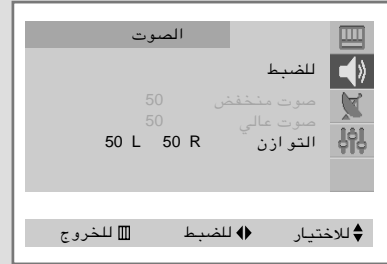 الصوت
للضبط
صوت منخفض 50
صوت عالي 50
التوازن 50 L 50 R
للاختيار للضبط للخروج